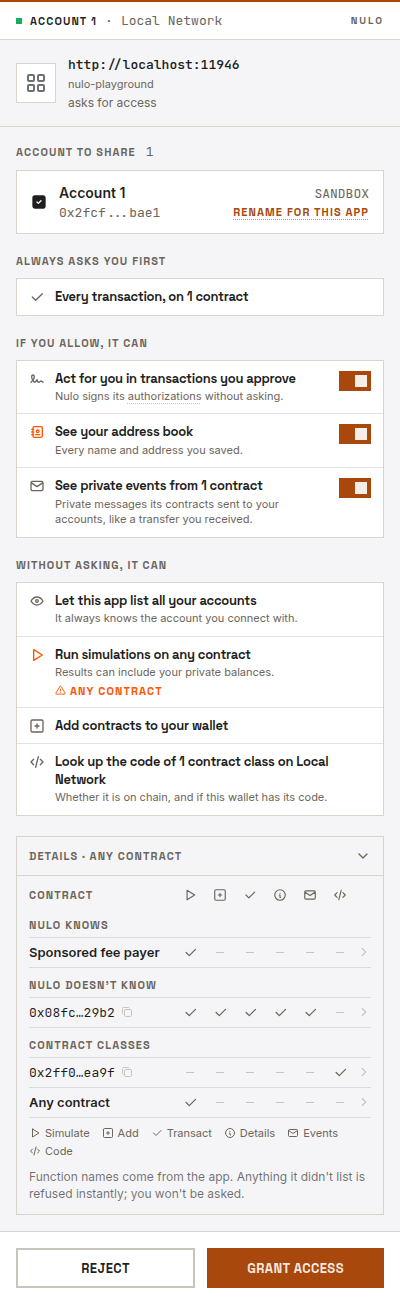 ACCOUNT 1 · Local Network NULO
http://localhost:11946
nulo-playground
asks for access
ACCOUNT TO SHARE 1
Account 1 SANDBOX
0x2fcf...bae1 RENAME FOR THIS APP
ALWAYS ASKS YOU FIRST
Every transaction, on 1 contract
IF YOU ALLOW, IT CAN
Act for you in transactions you approve
Nulo signs its authorizations without asking.
See your address book
Every name and address you saved.
See private events from 1 contract
Private messages its contracts sent to your
accounts, like a transfer you received.
WITHOUT ASKING, IT CAN
Let this app list all your accounts
It always knows the account you connect with.
Run simulations on any contract
Results can include your private balances.
ANY CONTRACT
Add contracts to your wallet
Look up the code of 1 contract class on Local
Network
Whether it is on chain, and if this wallet has its code.
DETAILS · ANY CONTRACT
CONTRACT
NULO KNOWS
Sponsored fee payer
NULO DOESN'T KNOW
0x08fc…29b2
CONTRACT CLASSES
0x2ff0…ea9f
Any contract
Simulate Add Transact Details Events
Code
Function names come from the app. Anything it didn't list is
refused instantly; you won't be asked.
REJECT GRANT ACCESS